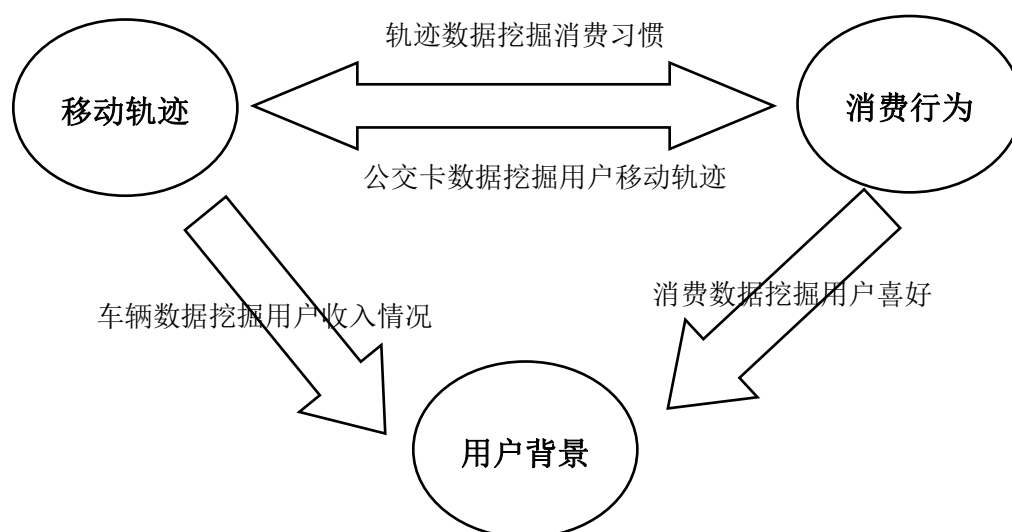 轨迹数据挖掘消费习惯
移动轨迹
消费行为
公交卡数据挖掘用户移动轨迹
消费数据挖掘用户喜好
车辆数据挖掘用户收入情况
用户背景